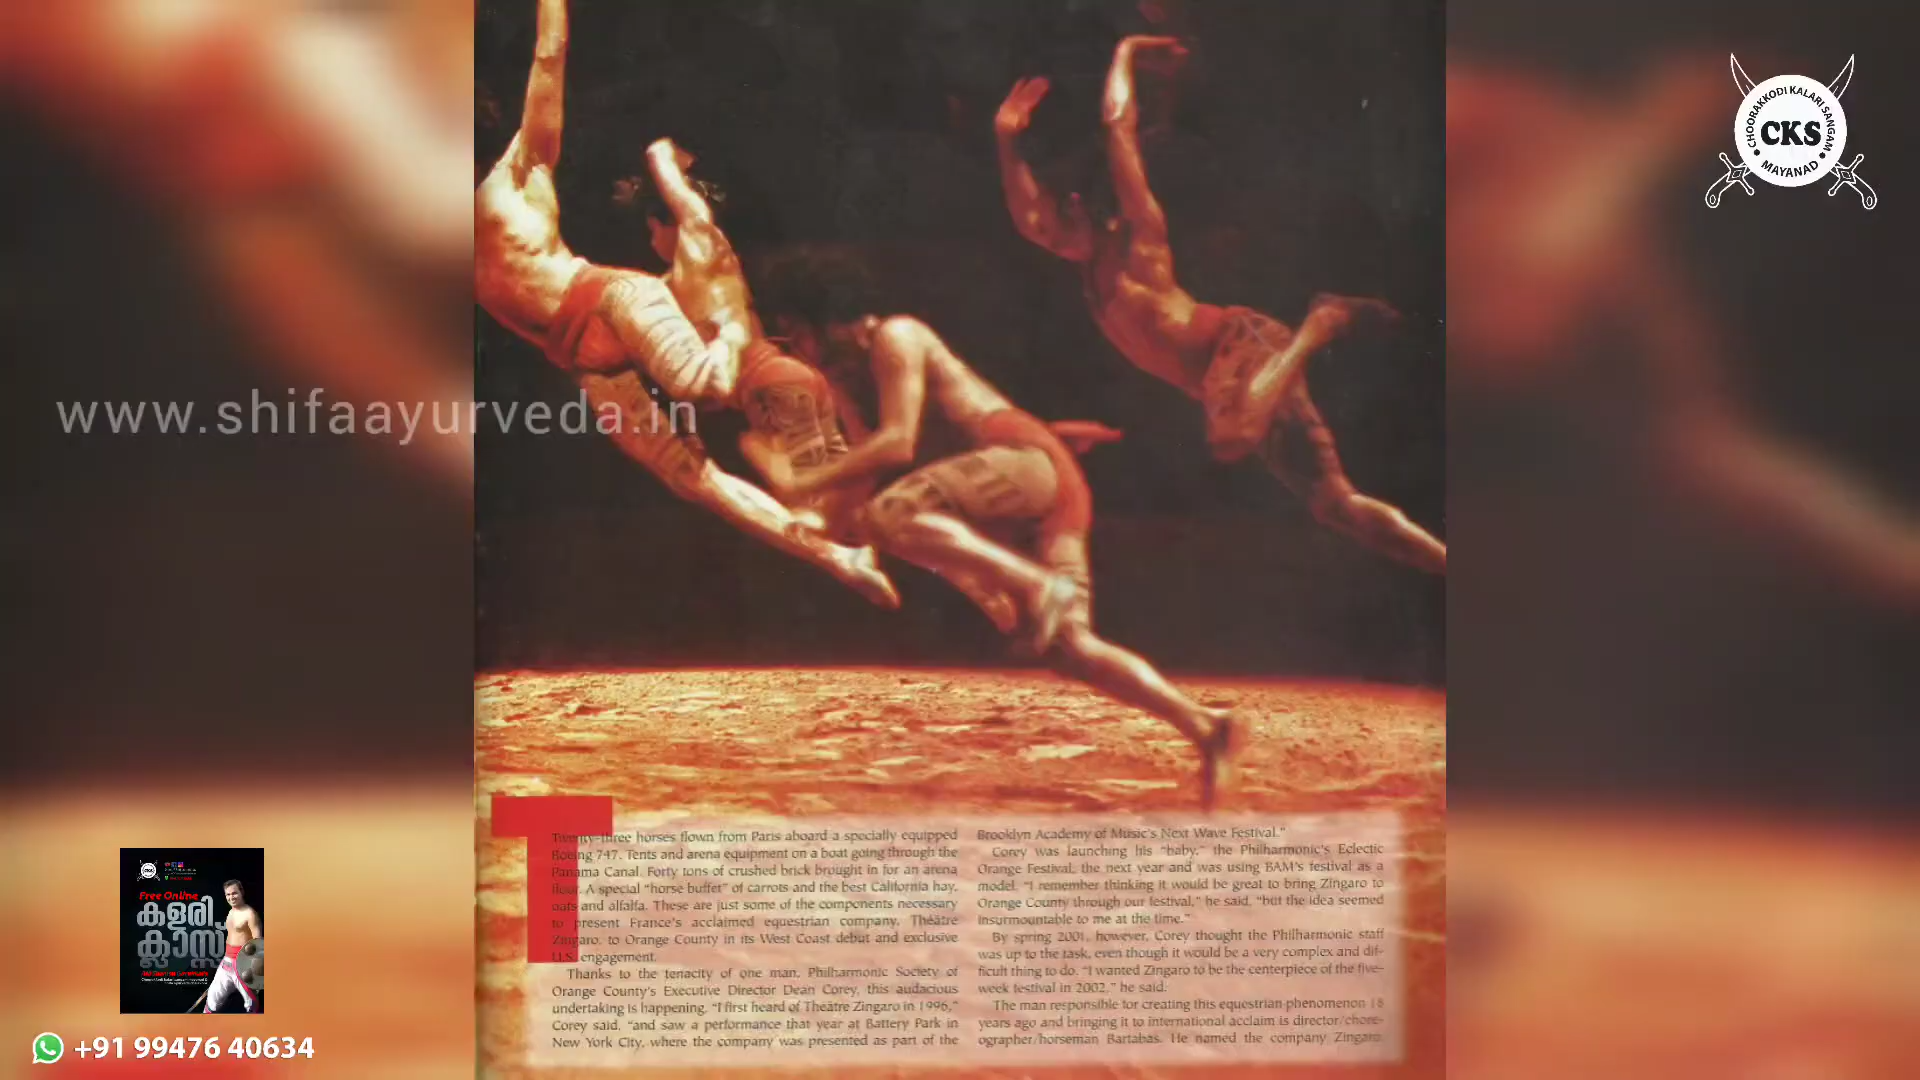 CHOORAKKODI KALARI SANGAM
CKS
MAYANAD
www.shifaayurveda.in
Twenty-three horses flown from Paris aboard a specially equipped
Boeing 747. Tents and arena equipment on a boat going through the
Panama Canal. Forty tons of crushed brick brought in for an arena
floor. A special "horse buffet" of carrots and the best California hay,
oats and alfalfa. These are just some of the components necessary
to present France's acclaimed equestrian company, Théâtre
Zingaro, to Orange County in its West Coast debut and exclusive
U.S. engagement.
Thanks to the tenacity of one man, Philharmonic Society of
Orange County's Executive Director Dean Corey, this audacious
undertaking is happening. "I first heard of Théâtre Zingaro in 1996,"
Corey said, "and saw a performance that year at Battery Park in
New York City, where the company was presented as part of the
Brooklyn Academy of Music's Next Wave Festival."
Corey was launching his "baby," the Philharmonic's Eclectic
Orange Festival, the next year and was using BAM's festival as a
model. "I remember thinking it would be great to bring Zingaro to
Orange County through our festival," he said, "but the idea seemed
insurmountable to me at the time."
By spring 2001, however, Corey thought the Philharmonic staff
was up to the task, even though it would be a very complex and dif-
ficult thing to do. "I wanted Zingaro to be the centerpiece of the five-
week festival in 2002," he said.
The man responsible for creating this equestrian phenomenon 18
years ago and bringing it to international acclaim is director/chore-
ographer/horseman Bartabas. He named the company Zingaro
CKS
Free Online
കളരി
ക്ലാസ്സ്
+91 99476 40634